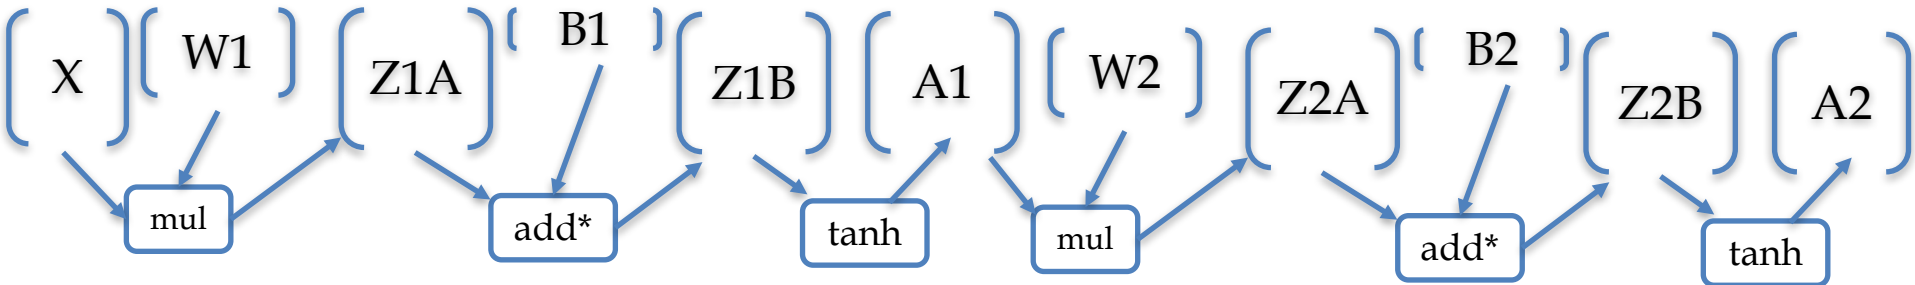 X W1 Z1A B1 Z1B A1 W2 Z2A B2 Z2B A2
mul add* tanh mul add* tanh